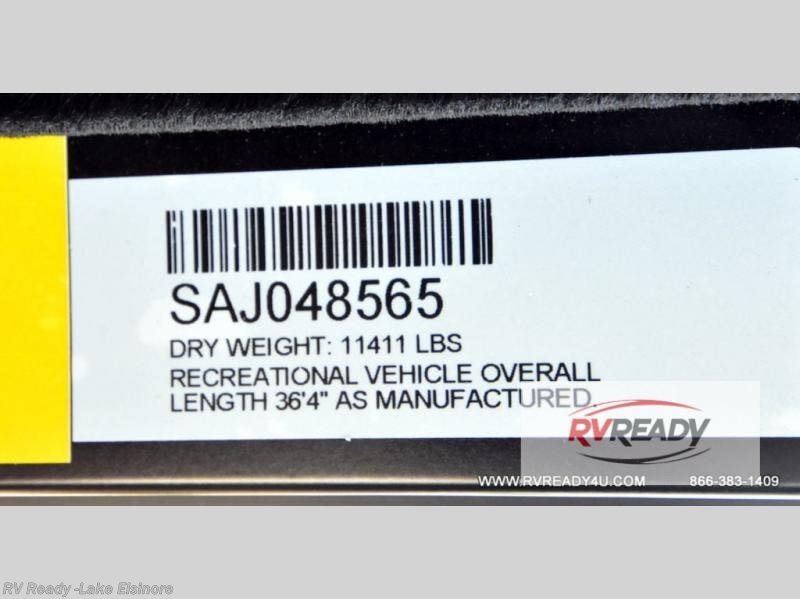 SAJ048565
DRY WEIGHT: 11411 LBS
RECREATIONAL VEHICLE OVERALL
LENGTH 36'4" AS MANUFACTURED
RVREADY
WWW.RVREADY4U.COM 866-383-1409
RV Ready -Lake Elsinore